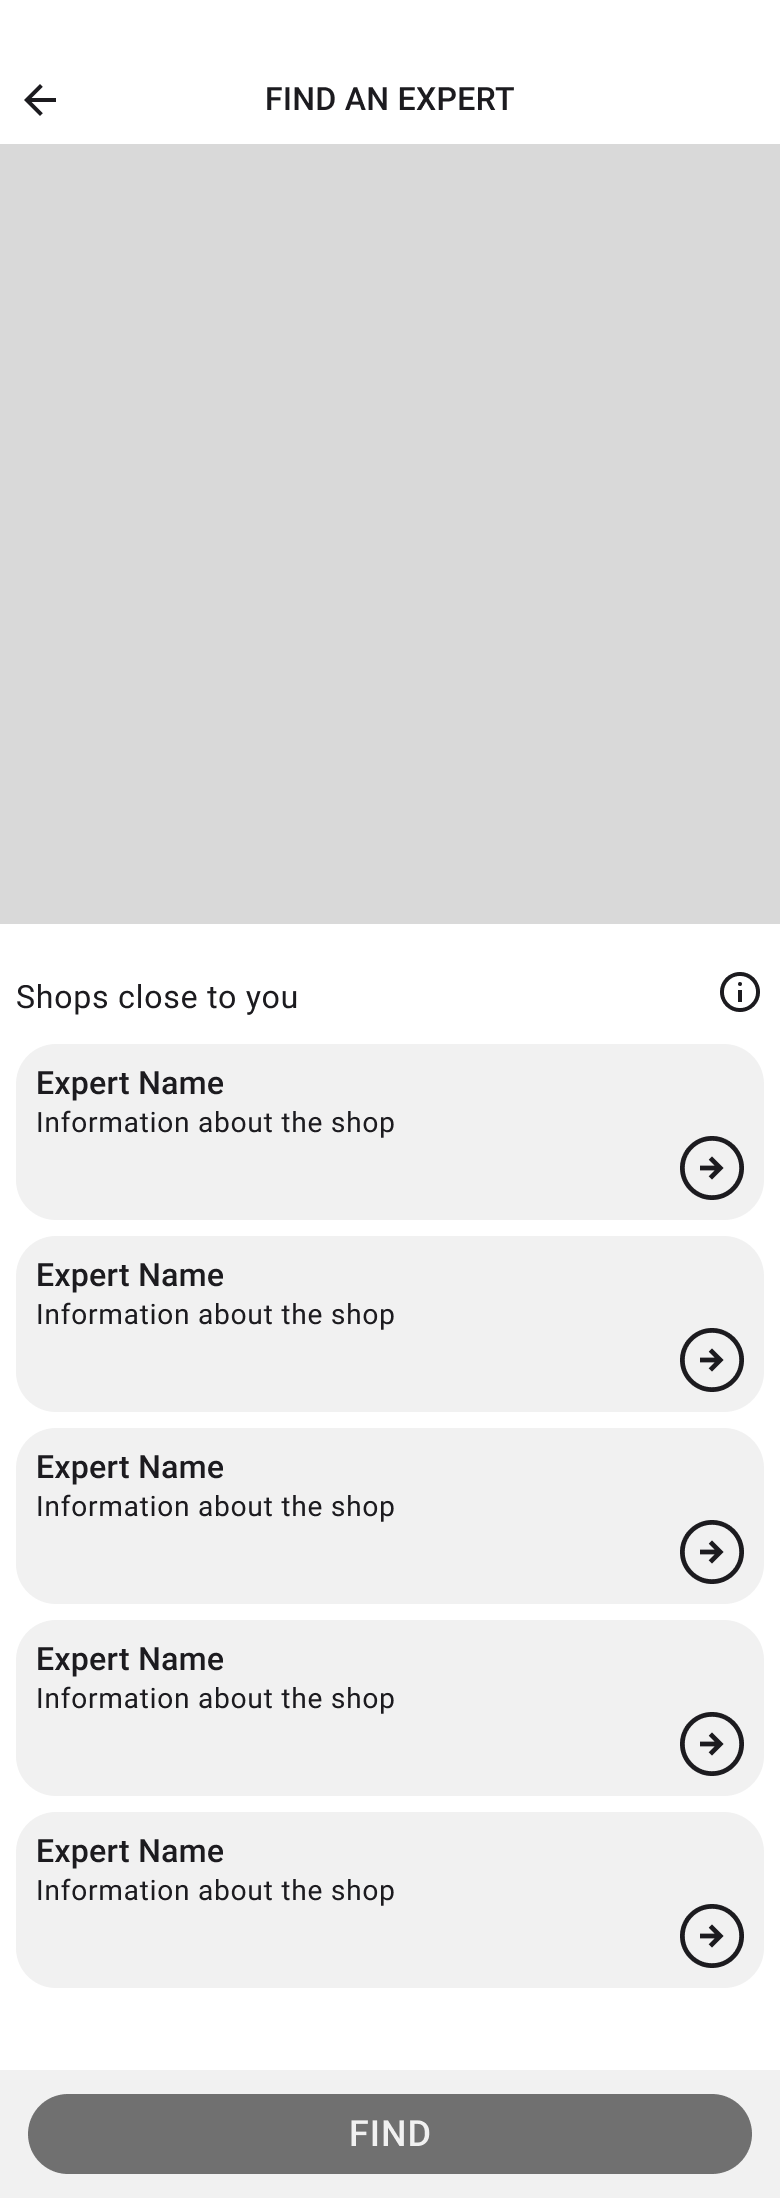 FIND AN EXPERT
Shops close to you
Expert Name
Information about the shop
Expert Name
Information about the shop
Expert Name
Information about the shop
Expert Name
Information about the shop
Expert Name
Information about the shop
FIND